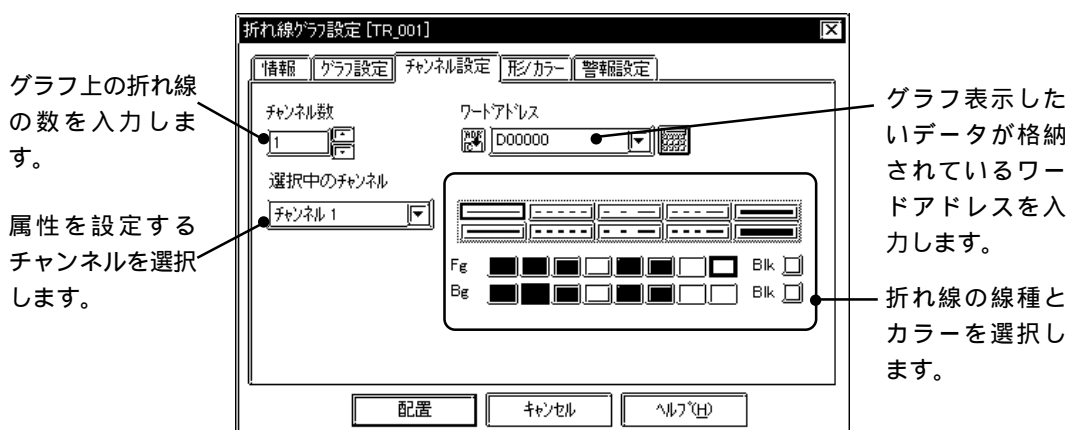 折れ線ｸﾞﾗﾌ設定 [TR_001]
情報 ｸﾞﾗﾌ設定 ﾁｬﾝﾈﾙ設定 形/ｶﾗｰ 警報設定
ﾁｬﾝﾈﾙ数
1
ﾜｰﾄﾞｱﾄﾞﾚｽ
D00000
選択中のﾁｬﾝﾈﾙ
ﾁｬﾝﾈﾙ 1
Fg
Blk
Bg
Blk
配置
ｷｬﾝｾﾙ
ﾍﾙﾌﾟ(H)
グラフ上の折れ線
の数を入力しま
す。
属性を設定する
チャンネルを選択
します。
グラフ表示した
いデータが格納
されているワー
ドアドレスを入
力します。
折れ線の線種と
カラーを選択し
ます。